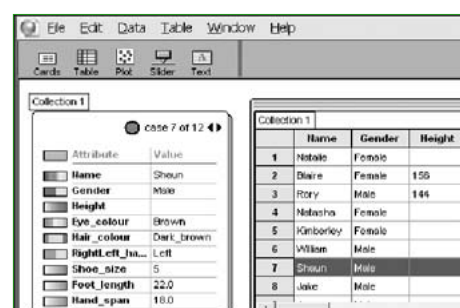 File Edit Data Table Window Help
Cards Table Plot Slider Text
Collection 1
case 7 of 12
Attribute Value
Name Shaun
Gender Male
Height
Eye_colour Brown
Hair_colour Dark_brown
RightLeft_ha... Left
Shoe_size 5
Foot_length 22.0
Hand_span 18.0
Collection 1
Name Gender Height
1 Natalie Female
2 Blaire Female 156
3 Rory Male 144
4 Natasha Female
5 Kimberley Female
6 William Male
7 Shaun Male
8 Jake Male